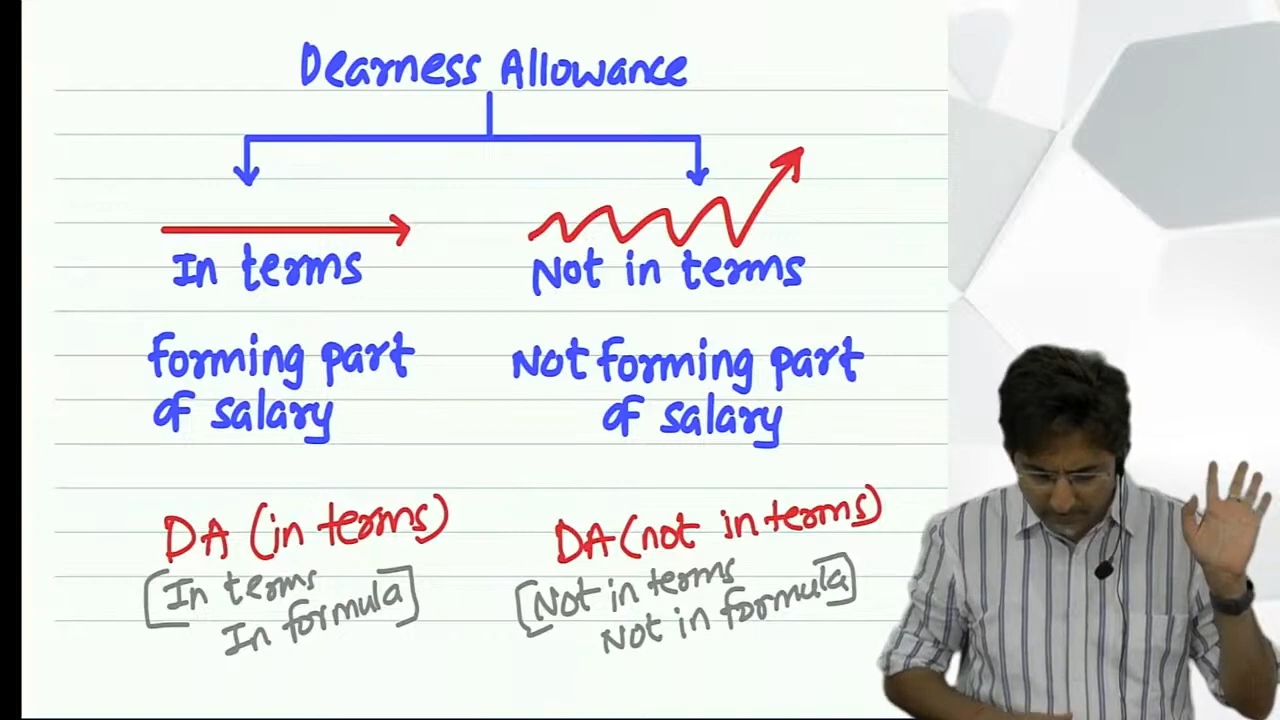 Dearness Allowance
In terms
Not in terms
forming part
of salary
Not forming part
of salary
DA (in terms)
[In terms
In formula]
DA (not in terms)
[Not in terms
Not in formula]